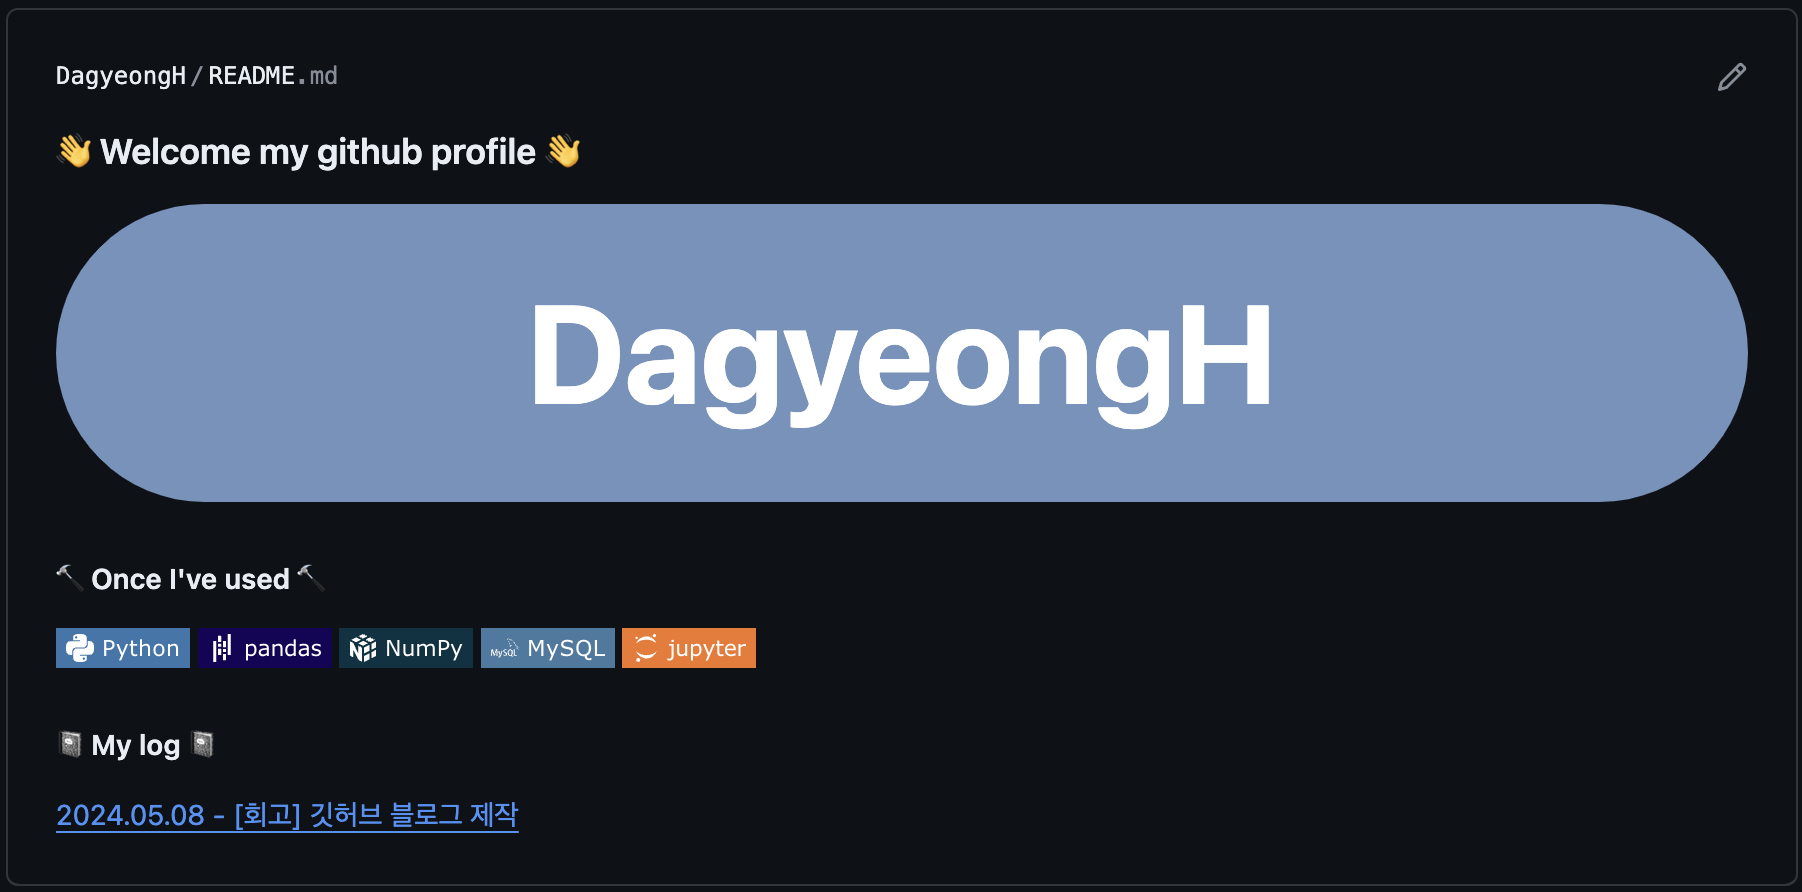 DagyeongH/README.md
👋 Welcome my github profile 👋
DagyeongH
🔨 Once I've used 🔨
Python pandas NumPy MySQL MySQL jupyter
📓 My log 📓
2024.05.08 - [회고] 깃허브 블로그 제작